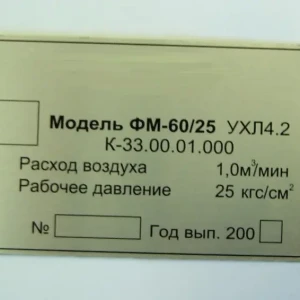 Модель ФМ-60/25 УХЛ4.2
К-33.00.01.000
Расход воздуха 1,0м³/мин
Рабочее давление 25 кгс/см²
№ Год вып. 200